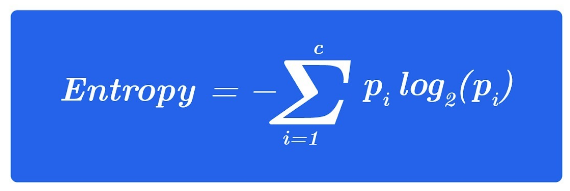 Entropy = -∑_{i=1}^{c} p_i log_2(p_i)